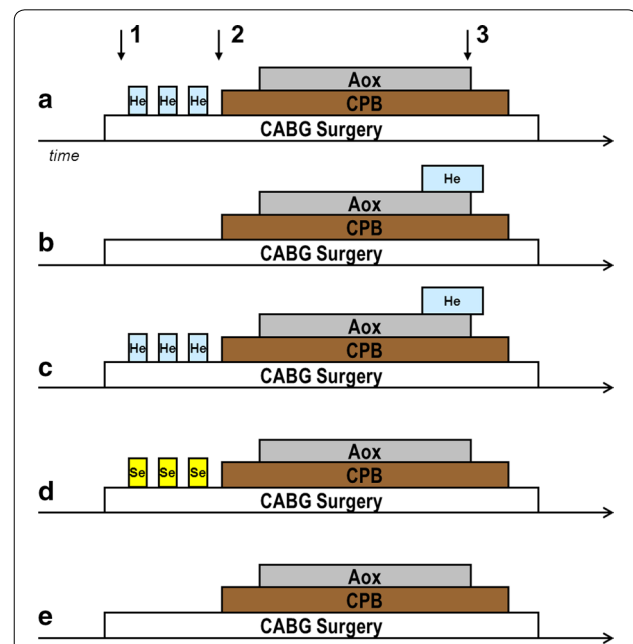 1 2 3
Aox
a He He He CPB
CABG Surgery
time
He
Aox
b CPB
CABG Surgery
He
Aox
c He He He CPB
CABG Surgery
Aox
d Se Se Se CPB
CABG Surgery
Aox
e CPB
CABG Surgery